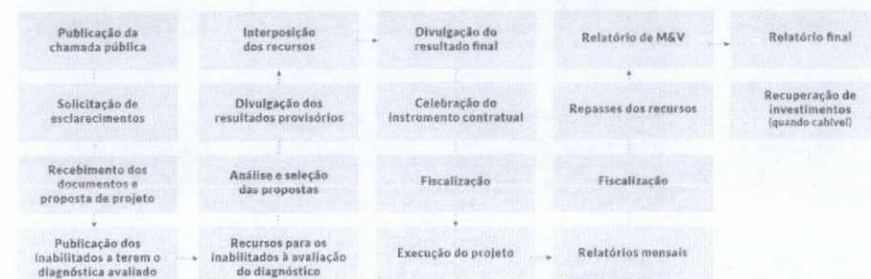 Publicação da
chamada pública
Interposição
dos recursos
Divulgação do
resultado final
Relatório de M&V
Relatório final
Solicitação de
esclarecimentos
Divulgação dos
resultados provisórios
Celebração do
instrumento contratual
Repasses dos recursos
Recuperação de
investimentos
(quando cabível)
Recebimento dos
documentos e
proposta de projeto
Análise e seleção
das propostas
Fiscalização
Fiscalização
Publicação dos
inabilitados a terem o
diagnóstica avaliado
Recursos para os
inabilitados à avaliação
do diagnóstico
Execução do projeto
Relatórios mensais